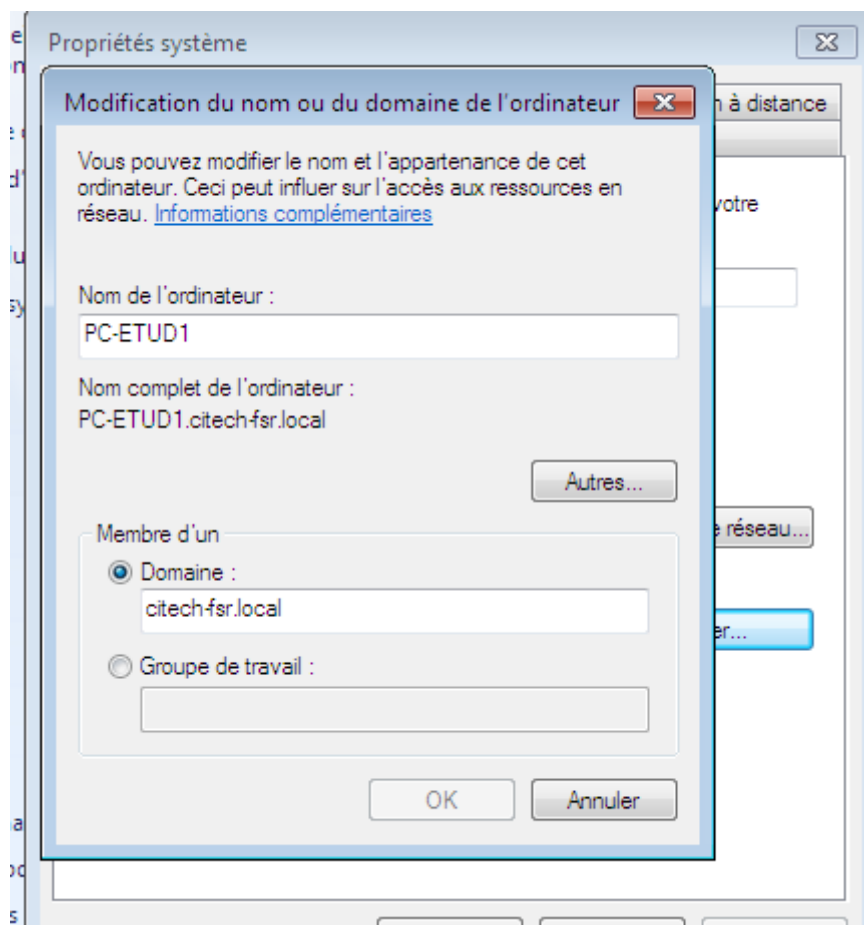 Propriétés système
Modification du nom ou du domaine de l'ordinateur
n à distance
Vous pouvez modifier le nom et l'appartenance de cet
ordinateur. Ceci peut influer sur l'accès aux ressources en
réseau. Informations complémentaires
votre
Nom de l'ordinateur :
PC-ETUD1
Nom complet de l'ordinateur :
PC-ETUD1.citech-fsr.local
Autres...
Membre d'un
e réseau...
Domaine :
citech-fsr.local
er...
Groupe de travail :
OK
Annuler